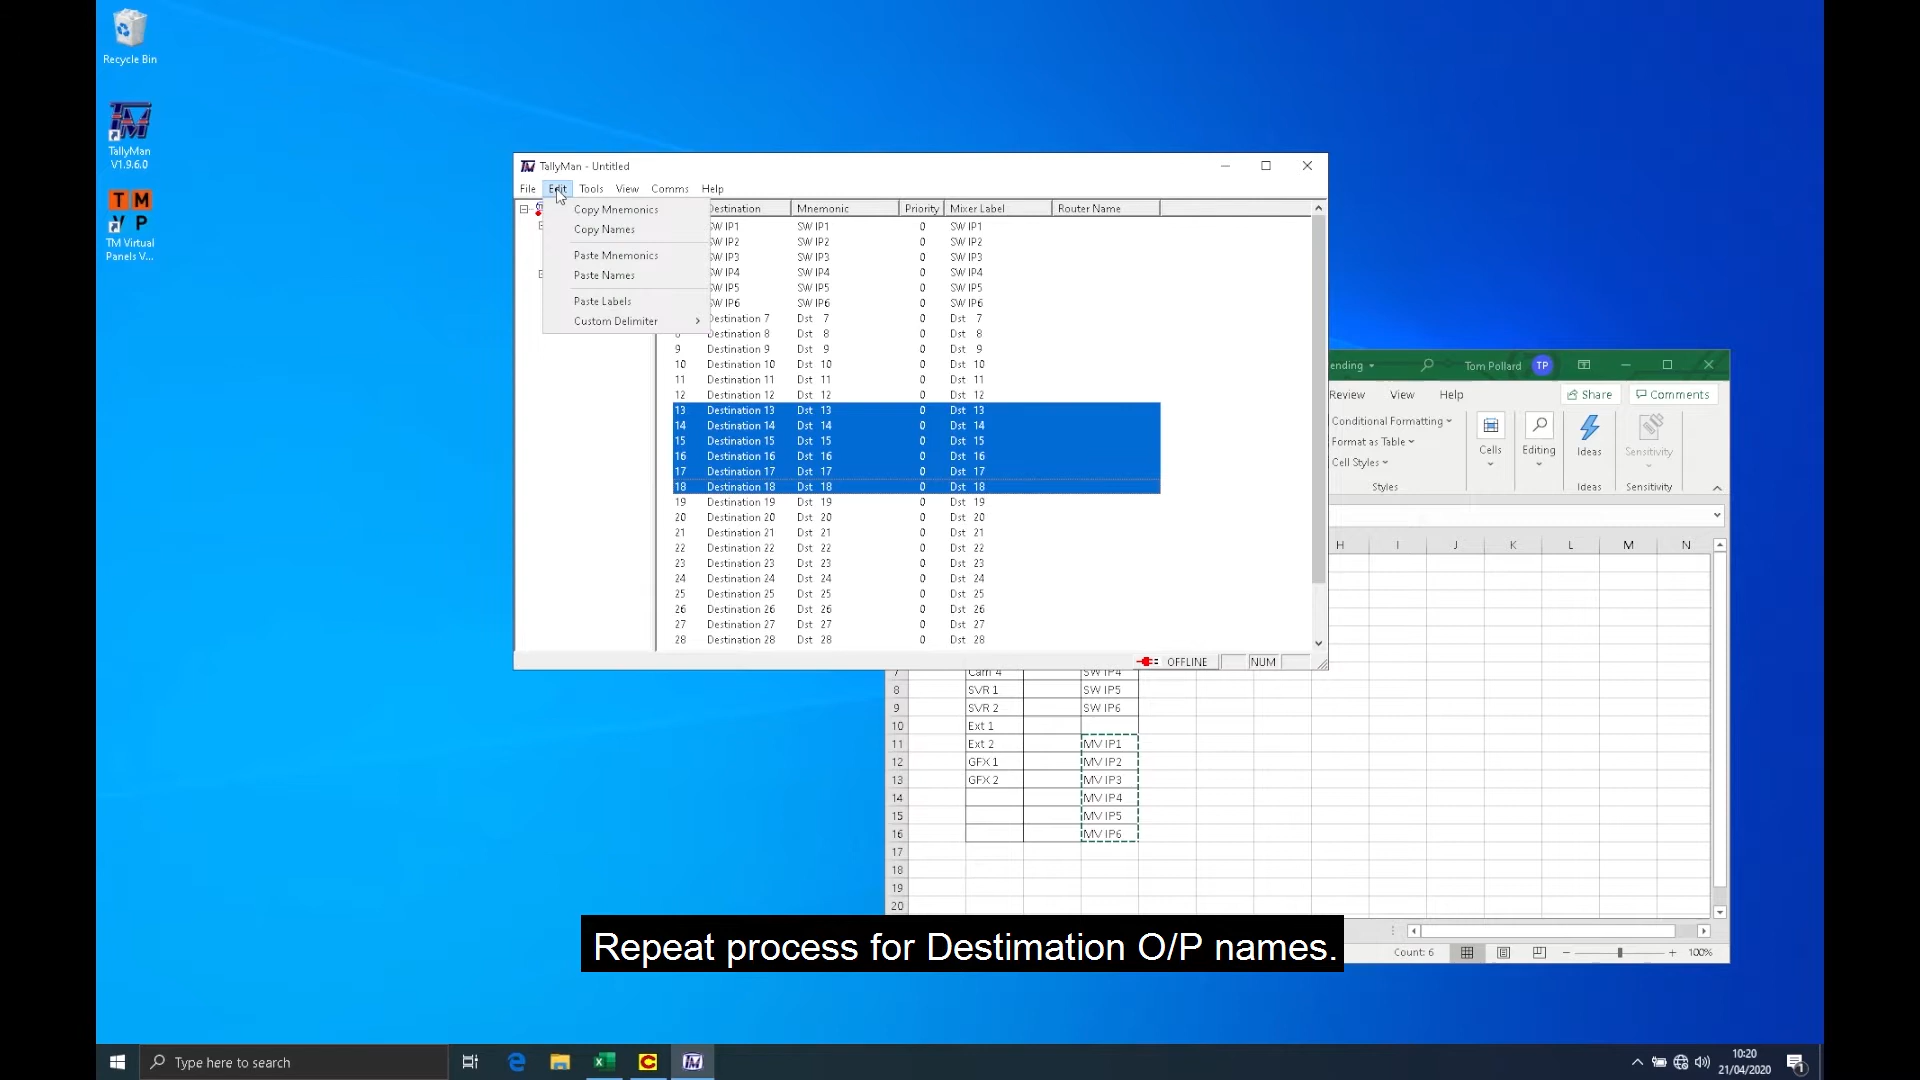 Recycle Bin
TallyMan
V1.9.6.0
TM Virtual
Panels V...
TallyMan - Untitled
File Edit Tools View Comms Help
Destination Mnemonic Priority Mixer Label Router Name
Copy Mnemonics
Copy Names
Paste Mnemonics
Paste Names
Paste Labels
Custom Delimiter
SW IP1 SW IP1 0 SW IP1
SW IP2 SW IP2 0 SW IP2
SW IP3 SW IP3 0 SW IP3
SW IP4 SW IP4 0 SW IP4
SW IP5 SW IP5 0 SW IP5
SW IP6 SW IP6 0 SW IP6
Destination 7 Dst 7 0 Dst 7
8 Destination 8 Dst 8 0 Dst 8
9 Destination 9 Dst 9 0 Dst 9
10 Destination 10 Dst 10 0 Dst 10
11 Destination 11 Dst 11 0 Dst 11
12 Destination 12 Dst 12 0 Dst 12
13 Destination 13 Dst 13 0 Dst 13
14 Destination 14 Dst 14 0 Dst 14
15 Destination 15 Dst 15 0 Dst 15
16 Destination 16 Dst 16 0 Dst 16
17 Destination 17 Dst 17 0 Dst 17
18 Destination 18 Dst 18 0 Dst 18
19 Destination 19 Dst 19 0 Dst 19
20 Destination 20 Dst 20 0 Dst 20
21 Destination 21 Dst 21 0 Dst 21
22 Destination 22 Dst 22 0 Dst 22
23 Destination 23 Dst 23 0 Dst 23
24 Destination 24 Dst 24 0 Dst 24
25 Destination 25 Dst 25 0 Dst 25
26 Destination 26 Dst 26 0 Dst 26
27 Destination 27 Dst 27 0 Dst 27
28 Destination 28 Dst 28 0 Dst 28
OFFLINE NUM
ending Tom Pollard TP
Review View Help Share Comments
Conditional Formatting
Format as Table
Cell Styles
Styles
Cells Editing Ideas Sensitivity
Ideas Sensitivity
H I J K L M N
7 Cam 4 SW IP4
8 SVR 1 SW IP5
9 SVR 2 SW IP6
10 Ext 1
11 Ext 2 MV IP1
12 GFX 1 MV IP2
13 GFX 2 MV IP3
14 MV IP4
15 MV IP5
16 MV IP6
17
18
19
20
Count: 6 100%
Repeat process for Destimation O/P names.
Type here to search
10:20
21/04/2020
1